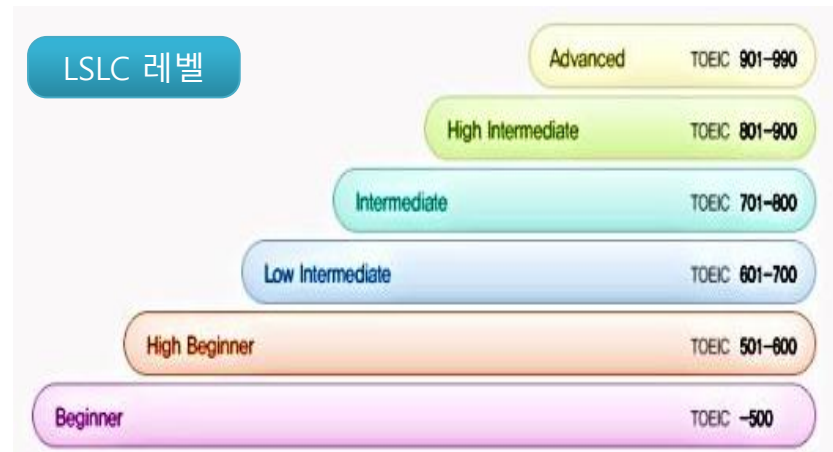 LSLC 레벨
Advanced TOEIC 901-990
High Intermediate TOEIC 801-900
Intermediate TOEIC 701-800
Low Intermediate TOEIC 601-700
High Beginner TOEIC 501-600
Beginner TOEIC -500